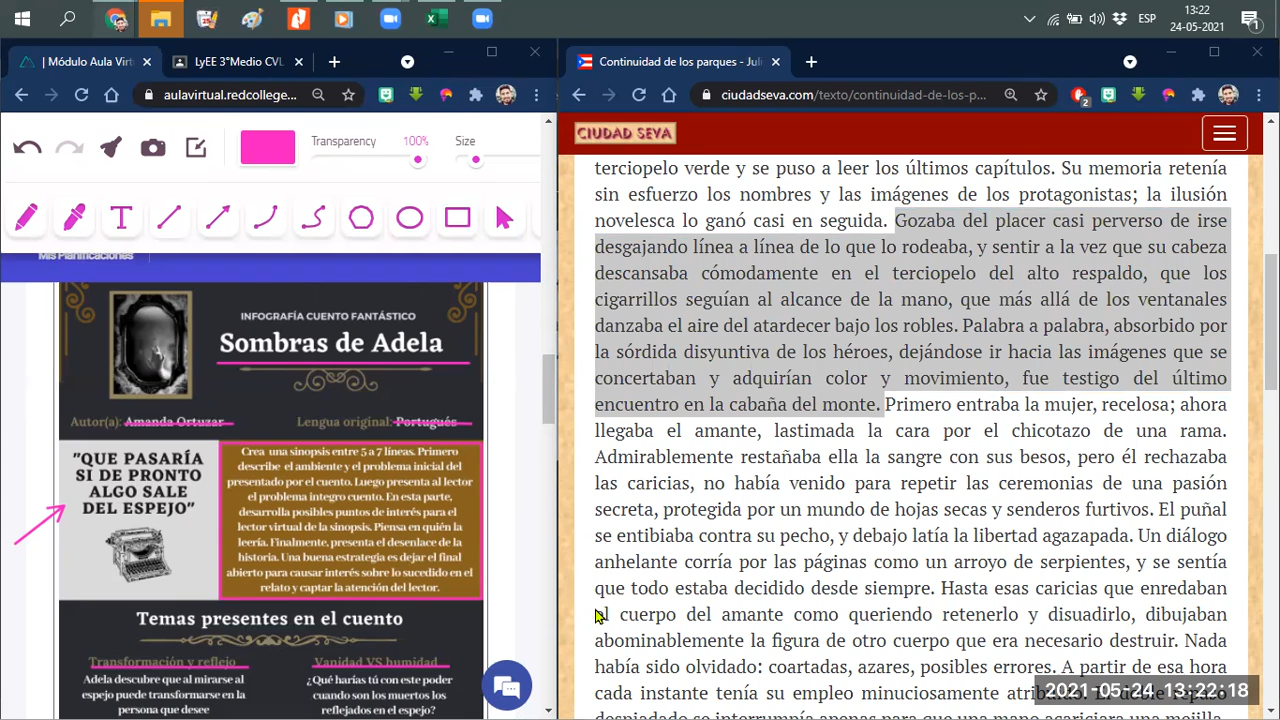 13:22
ESP
24-05-2021
1
| Módulo Aula Virt
LyEE 3°Medio CVL
Continuidad de los parques - Juli
aulavirtual.redcollege...
ciudadseva.com/texto/continuidad-de-los-p...
2
Transparency 100% Size
Mis Planificaciones
INFOGRAFÍA CUENTO FANTÁSTICO
Sombras de Adela
Autor(a): Amanda Ortuzar
Lengua original: Portugués
"QUE PASARÍA
SI DE PRONTO
ALGO SALE
DEL ESPEJO"
Crea una sinopsis entre 5 a 7 líneas. Primero
describe el ambiente y el problema inicial del
presentado por el cuento. Luego presenta al lector
el problema integro cuento. En esta parte,
desarrolla posibles puntos de interés para el
lector virtual de la sinopsis. Piensa en quién la
leería. Finalmente, presenta el desenlace de la
historia. Una buena estrategia es dejar el final
abierto para causar interés sobre lo sucedido en el
relato y captar la atención del lector.
Temas presentes en el cuento
Transformación y reflejo
Adela descubre que al mirarse al
espejo puede transformarse en la
persona que desee
Vanidad VS humildad
¿Qué harías tú con este poder
cuando son los muertos los
reflejados en el espejo?
CIUDAD SEVA
terciopelo verde y se puso a leer los últimos capítulos. Su memoria retenía
sin esfuerzo los nombres y las imágenes de los protagonistas; la ilusión
novelesca lo ganó casi en seguida. Gozaba del placer casi perverso de irse
desgajando línea a línea de lo que lo rodeaba, y sentir a la vez que su cabeza
descansaba cómodamente en el terciopelo del alto respaldo, que los
cigarrillos seguían al alcance de la mano, que más allá de los ventanales
danzaba el aire del atardecer bajo los robles. Palabra a palabra, absorbido por
la sórdida disyuntiva de los héroes, dejándose ir hacia las imágenes que se
concertaban y adquirían color y movimiento, fue testigo del último
encuentro en la cabaña del monte. Primero entraba la mujer, recelosa; ahora
llegaba el amante, lastimada la cara por el chicotazo de una rama.
Admirablemente restañaba ella la sangre con sus besos, pero él rechazaba
las caricias, no había venido para repetir las ceremonias de una pasión
secreta, protegida por un mundo de hojas secas y senderos furtivos. El puñal
se entibiaba contra su pecho, y debajo latía la libertad agazapada. Un diálogo
anhelante corría por las páginas como un arroyo de serpientes, y se sentía
que todo estaba decidido desde siempre. Hasta esas caricias que enredaban
el cuerpo del amante como queriendo retenerlo y disuadirlo, dibujaban
abominablemente la figura de otro cuerpo que era necesario destruir. Nada
había sido olvidado: coartadas, azares, posibles errores. A partir de esa hora
cada instante tenía su empleo minuciosamente
2021-05-24 13:22:18